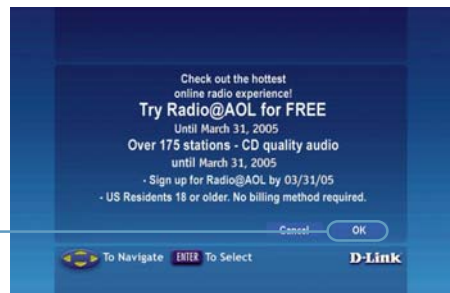 Check out the hottest
online radio experience!
Try Radio@AOL for FREE
Until March 31, 2005
Over 175 stations - CD quality audio
until March 31, 2005
- Sign up for Radio@AOL by 03/31/05
- US Residents 18 or older. No billing method required.
Cancel OK
To Navigate ENTER To Select D-Link